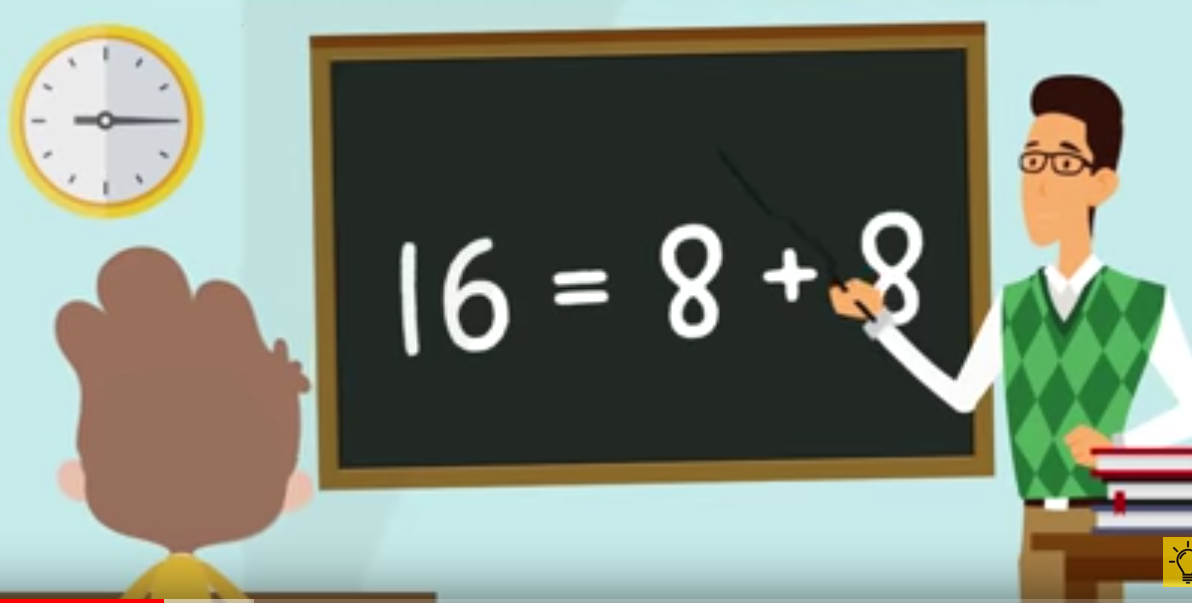 16 = 8 + 8